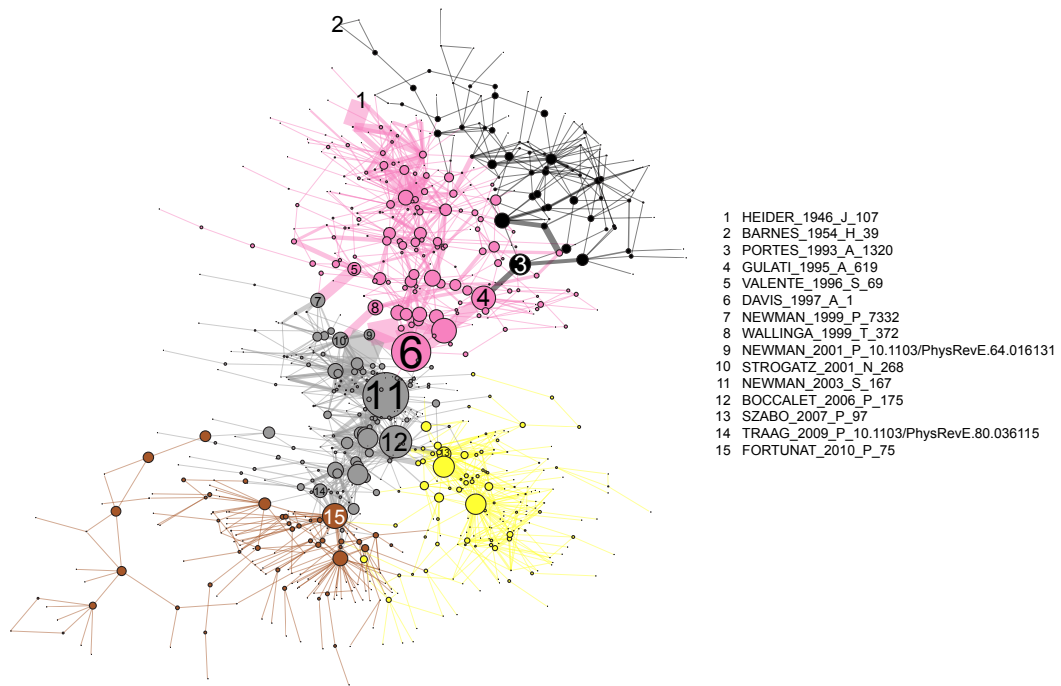 2
1
3
5
4
7
8
9
10
6
11
12
13
14
15
1 HEIDER_1946_J_107
2 BARNES_1954_H_39
3 PORTES_1993_A_1320
4 GULATI_1995_A_619
5 VALENTE_1996_S_69
6 DAVIS_1997_A_1
7 NEWMAN_1999_P_7332
8 WALLINGA_1999_T_372
9 NEWMAN_2001_P_10.1103/PhysRevE.64.016131
10 STROGATZ_2001_N_268
11 NEWMAN_2003_S_167
12 BOCCALET_2006_P_175
13 SZABO_2007_P_97
14 TRAAG_2009_P_10.1103/PhysRevE.80.036115
15 FORTUNAT_2010_P_75